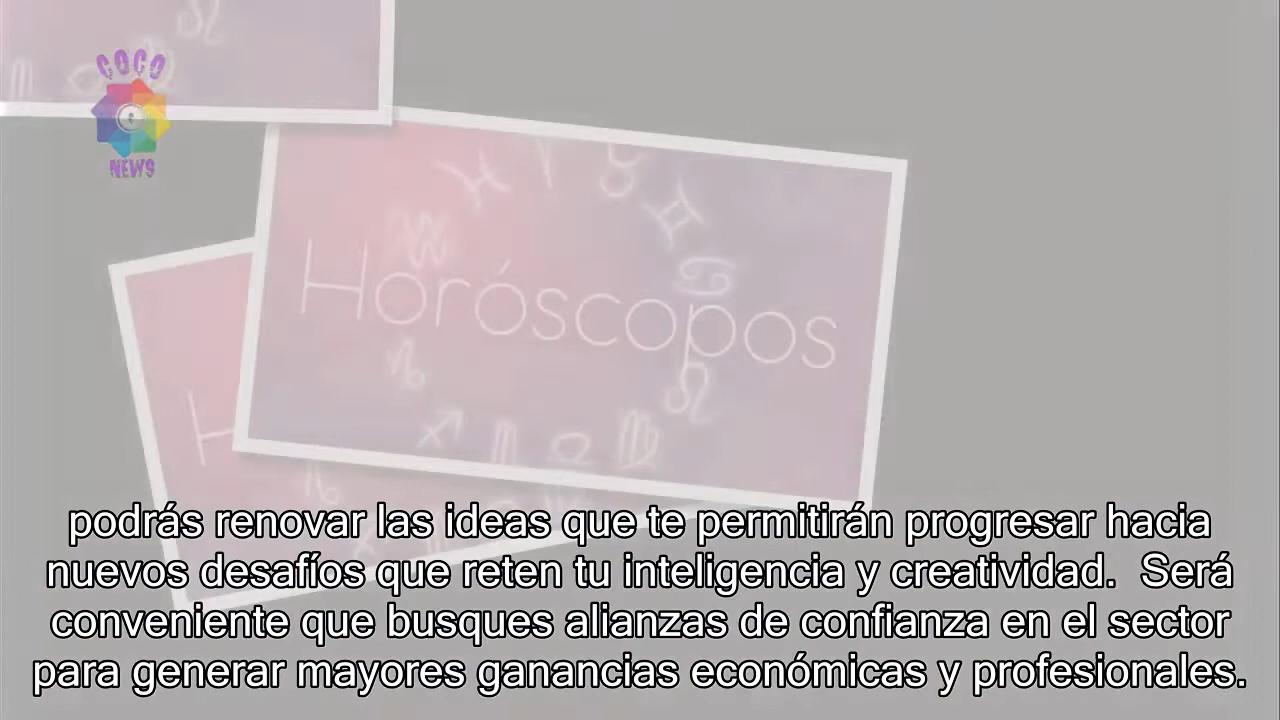 COCO
NEWS
Horóscopos
H
podrás renovar las ideas que te permitirán progresar hacia
nuevos desafíos que reten tu inteligencia y creatividad.  Será
conveniente que busques alianzas de confianza en el sector
para generar mayores ganancias económicas y profesionales.